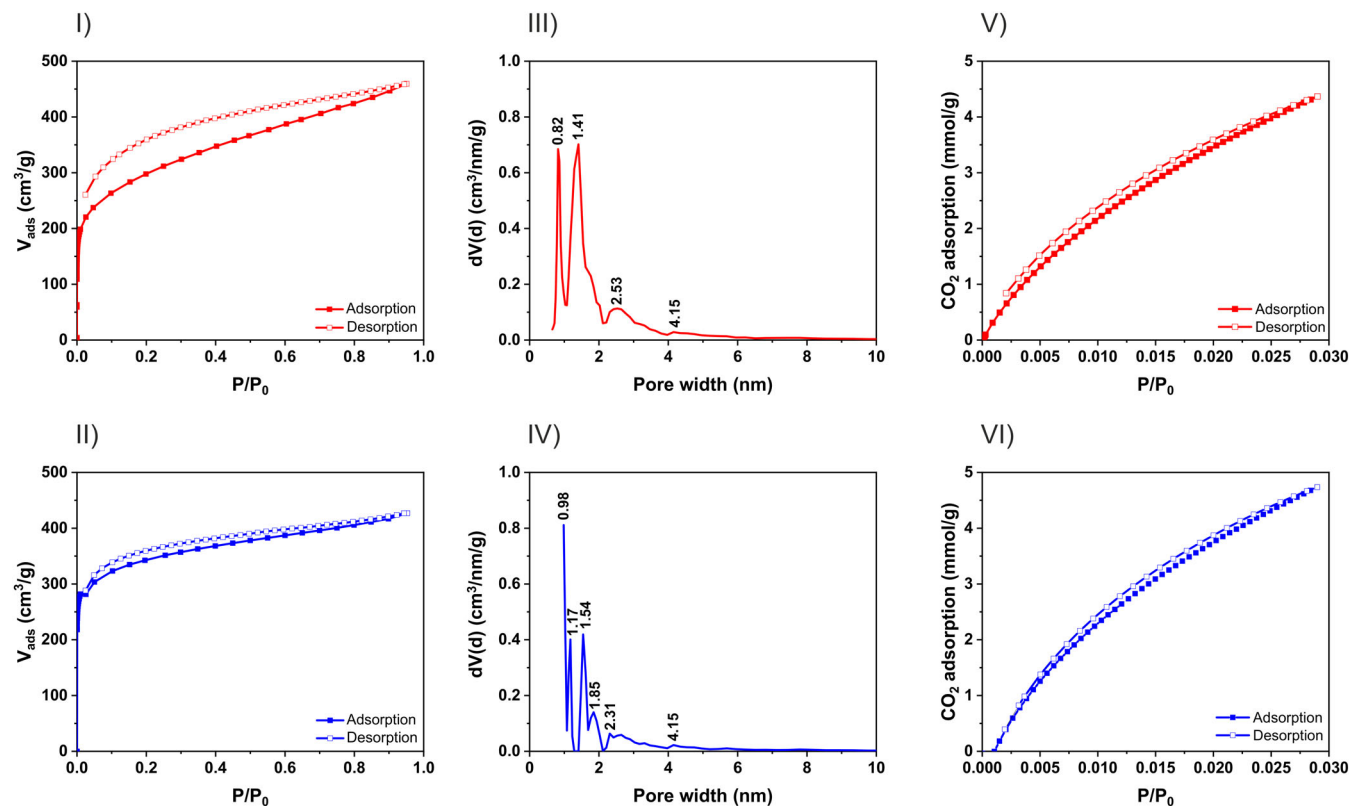 I)
500
400
300
200
100
0
V_ads (cm³/g)
0.0 0.2 0.4 0.6 0.8 1.0
P/P₀
Adsorption
Desorption
III)
1.0
0.8
0.6
0.4
0.2
0.0
dV(d) (cm³/nm/g)
0.82
1.41
2.53
4.15
0 2 4 6 8 10
Pore width (nm)
V)
5
4
3
2
1
0
CO₂ adsorption (mmol/g)
0.000 0.005 0.010 0.015 0.020 0.025 0.030
P/P₀
Adsorption
Desorption
II)
500
400
300
200
100
0
V_ads (cm³/g)
0.0 0.2 0.4 0.6 0.8 1.0
P/P₀
Adsorption
Desorption
IV)
1.0
0.8
0.6
0.4
0.2
0.0
dV(d) (cm³/nm/g)
0.98
1.17
1.54
1.85
2.31
4.15
0 2 4 6 8 10
Pore width (nm)
VI)
5
4
3
2
1
0
CO₂ adsorption (mmol/g)
0.000 0.005 0.010 0.015 0.020 0.025 0.030
P/P₀
Adsorption
Desorption